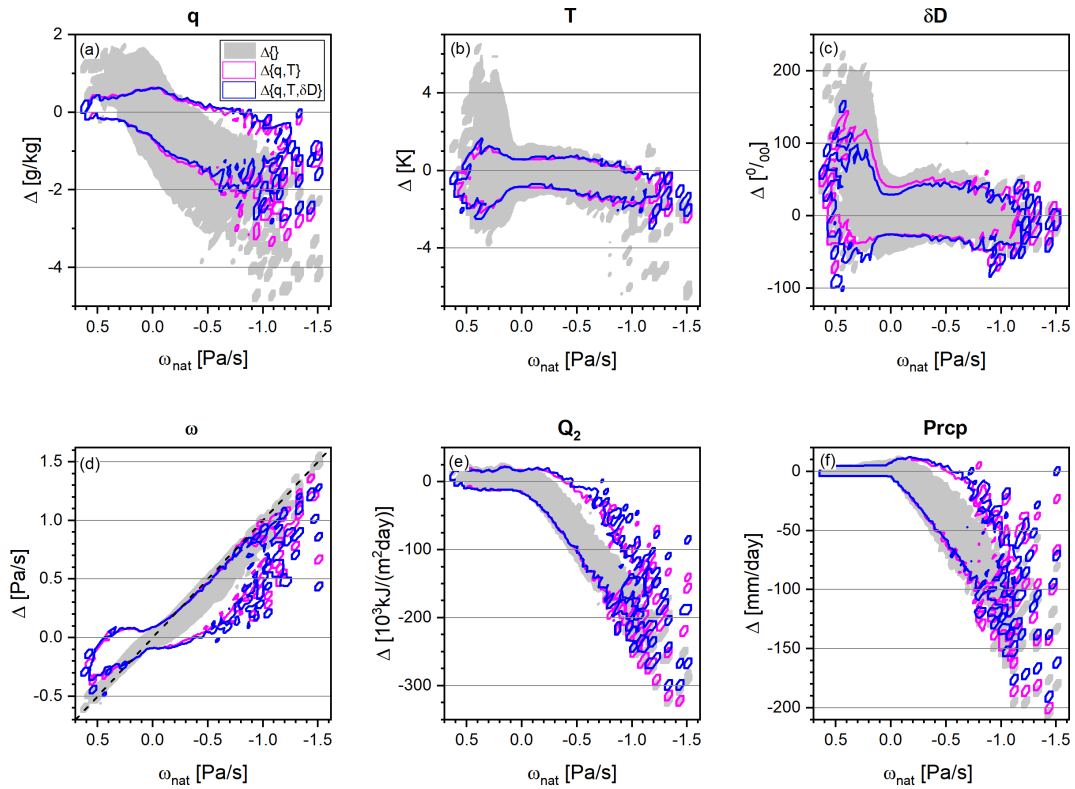 q
(a)
Δ{}
Δ{q,T}
Δ{q,T,δD}
Δ [g/kg]
2
0
-2
-4
0.5 0.0 -0.5 -1.0 -1.5
ω_nat [Pa/s]
T
(b)
Δ [K]
4
0
-4
0.5 0.0 -0.5 -1.0 -1.5
ω_nat [Pa/s]
δD
(c)
Δ [⁰/₀₀]
200
100
0
-100
0.5 0.0 -0.5 -1.0 -1.5
ω_nat [Pa/s]
ω
(d)
Δ [Pa/s]
1.5
1.0
0.5
0.0
-0.5
0.5 0.0 -0.5 -1.0 -1.5
ω_nat [Pa/s]
Q₂
(e)
Δ [10³kJ/(m²day)]
0
-100
-200
-300
0.5 0.0 -0.5 -1.0 -1.5
ω_nat [Pa/s]
Prcp
(f)
Δ [mm/day]
0
-50
-100
-150
-200
0.5 0.0 -0.5 -1.0 -1.5
ω_nat [Pa/s]